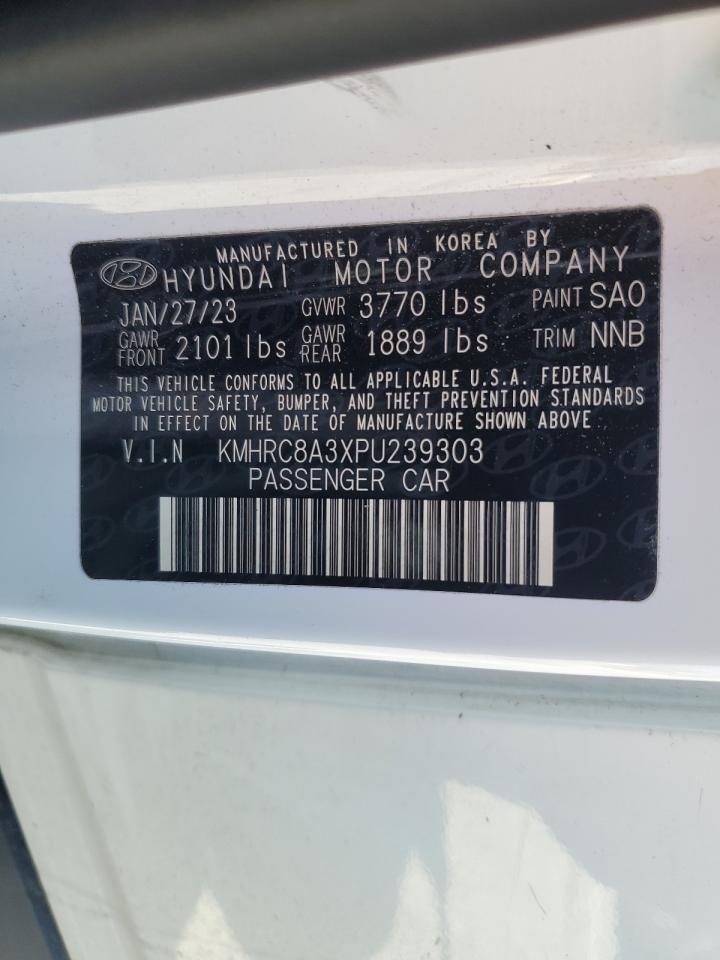 MANUFACTURED IN KOREA BY
HYUNDAI MOTOR COMPANY
JAN/27/23 GVWR 3770 lbs PAINT SAO
GAWR FRONT 2101 lbs GAWR REAR 1889 lbs TRIM NNB
THIS VEHICLE CONFORMS TO ALL APPLICABLE U.S.A. FEDERAL
MOTOR VEHICLE SAFETY, BUMPER, AND THEFT PREVENTION STANDARDS
IN EFFECT ON THE DATE OF MANUFACTURE SHOWN ABOVE.
V.I.N KMHRC8A3XPU239303
PASSENGER CAR